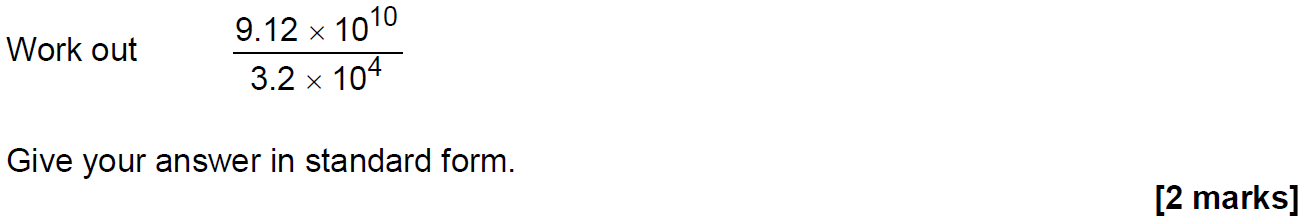 Work out 9.12 × 10¹⁰ / 3.2 × 10⁴
Give your answer in standard form.
[2 marks]